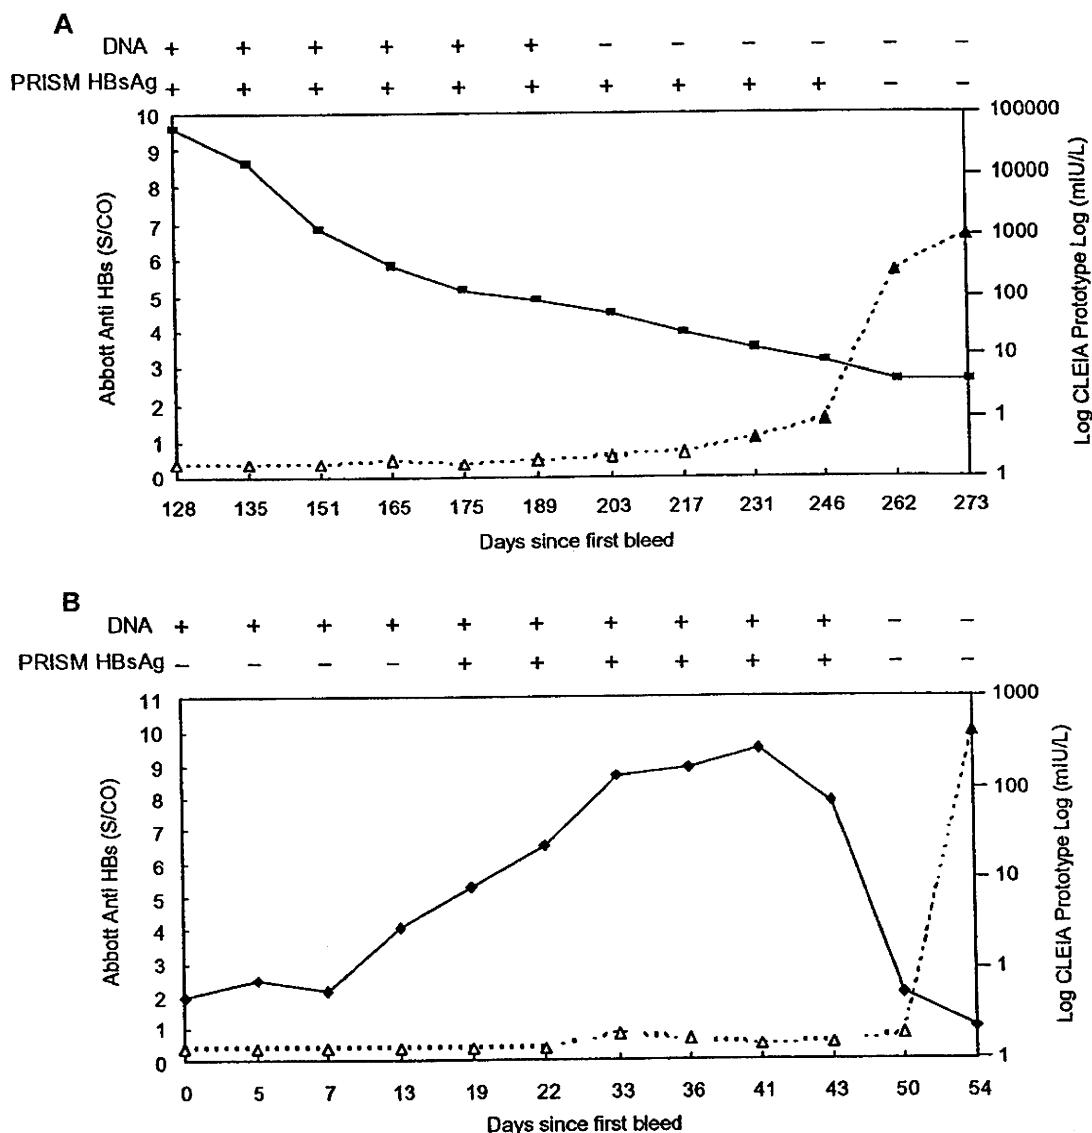 A
DNA + + + + + + – – – – – –
PRISM HBsAg + + + + + + + + + + – –
10
9
8
7
6
5
4
3
2
1
0
Abbott Anti HBs (S/CO)
100000
10000
1000
100
10
1
1
Log CLEIA Prototype Log (mIU/L)
128 135 151 165 175 189 203 217 231 246 262 273
Days since first bleed
B
DNA + + + + + + + + + + – –
PRISM HBsAg – – – – + + + + + + – –
11
10
9
8
7
6
5
4
3
2
1
0
Abbott Anti HBs (S/CO)
1000
100
10
1
1
Log CLEIA Prototype Log (mIU/L)
0 5 7 13 19 22 33 36 41 43 50 54
Days since first bleed